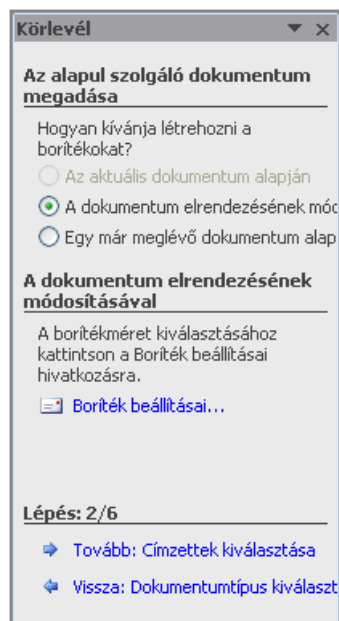 Körlevél
Az alapul szolgáló dokumentum
megadása
Hogyan kívánja létrehozni a
borítékokat?
Az aktuális dokumentum alapján
A dokumentum elrendezésének mód
Egy már meglévő dokumentum alap
A dokumentum elrendezésének
módosításával
A borítékméret kiválasztásához
kattintson a Boríték beállításai
hivatkozásra.
Boríték beállításai...
Lépés: 2/6
Tovább: Címzettek kiválasztása
Vissza: Dokumentumtípus kiválaszt